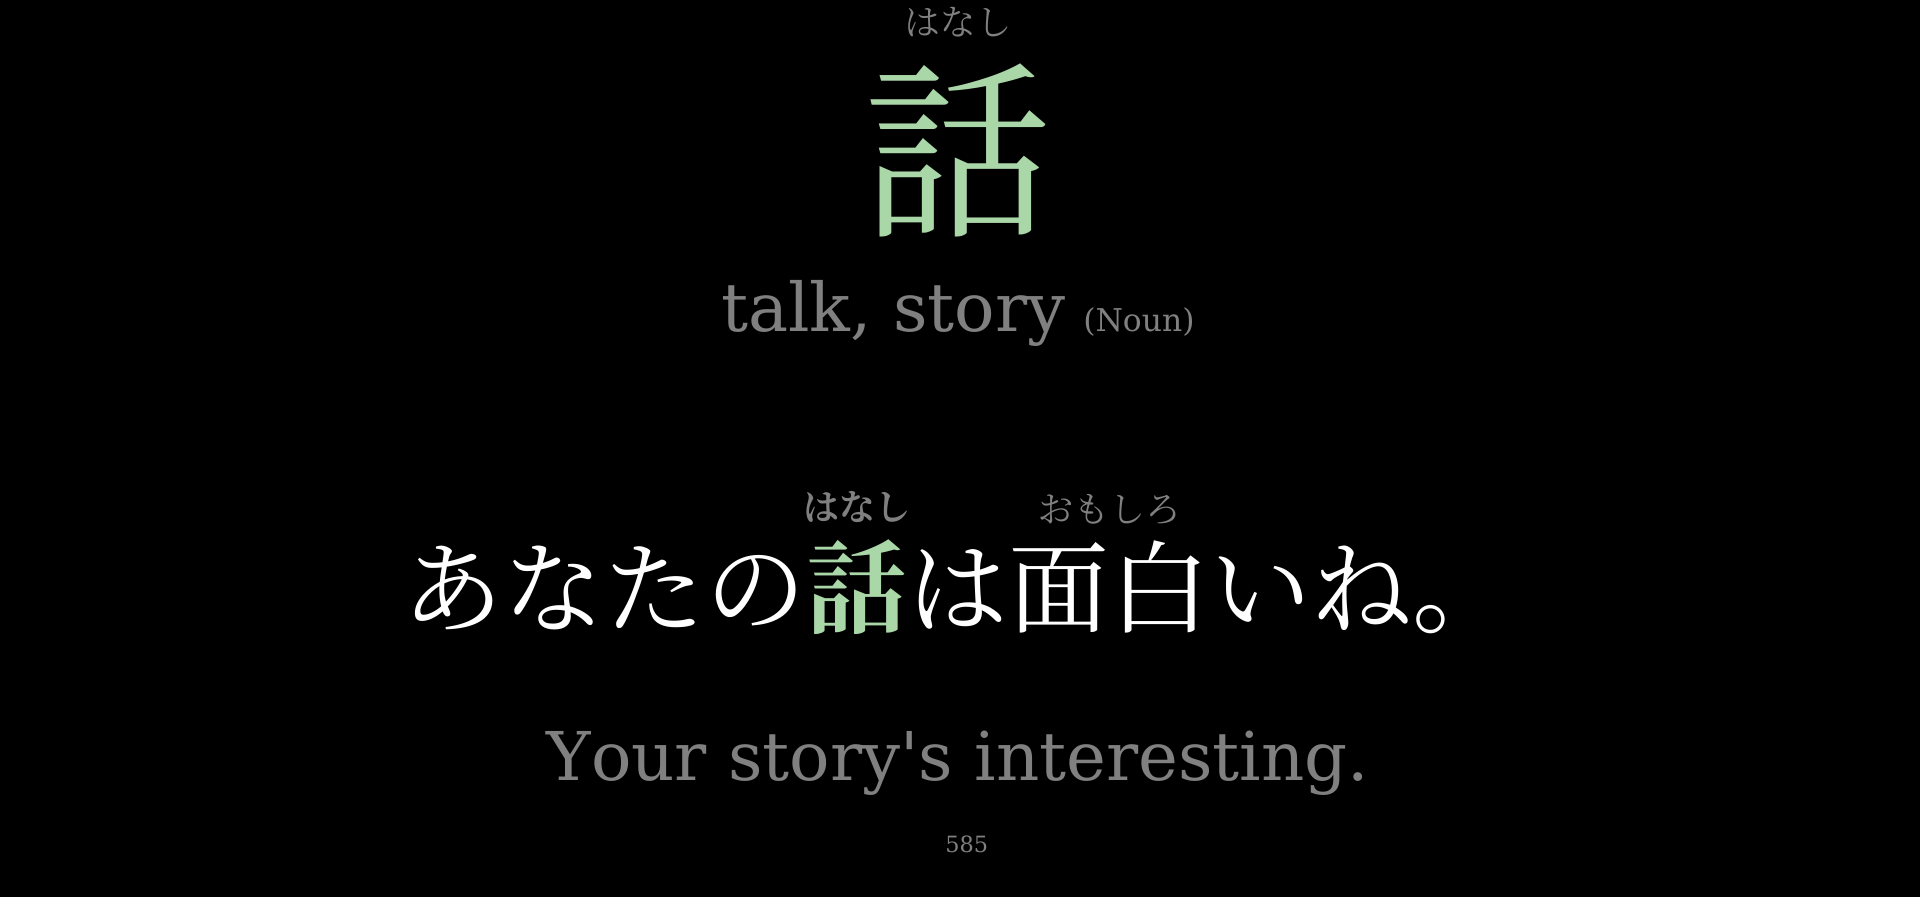 はなし
話
talk, story (Noun)
はなし おもしろ
あなたの話は面白いね。
Your story's interesting.
585